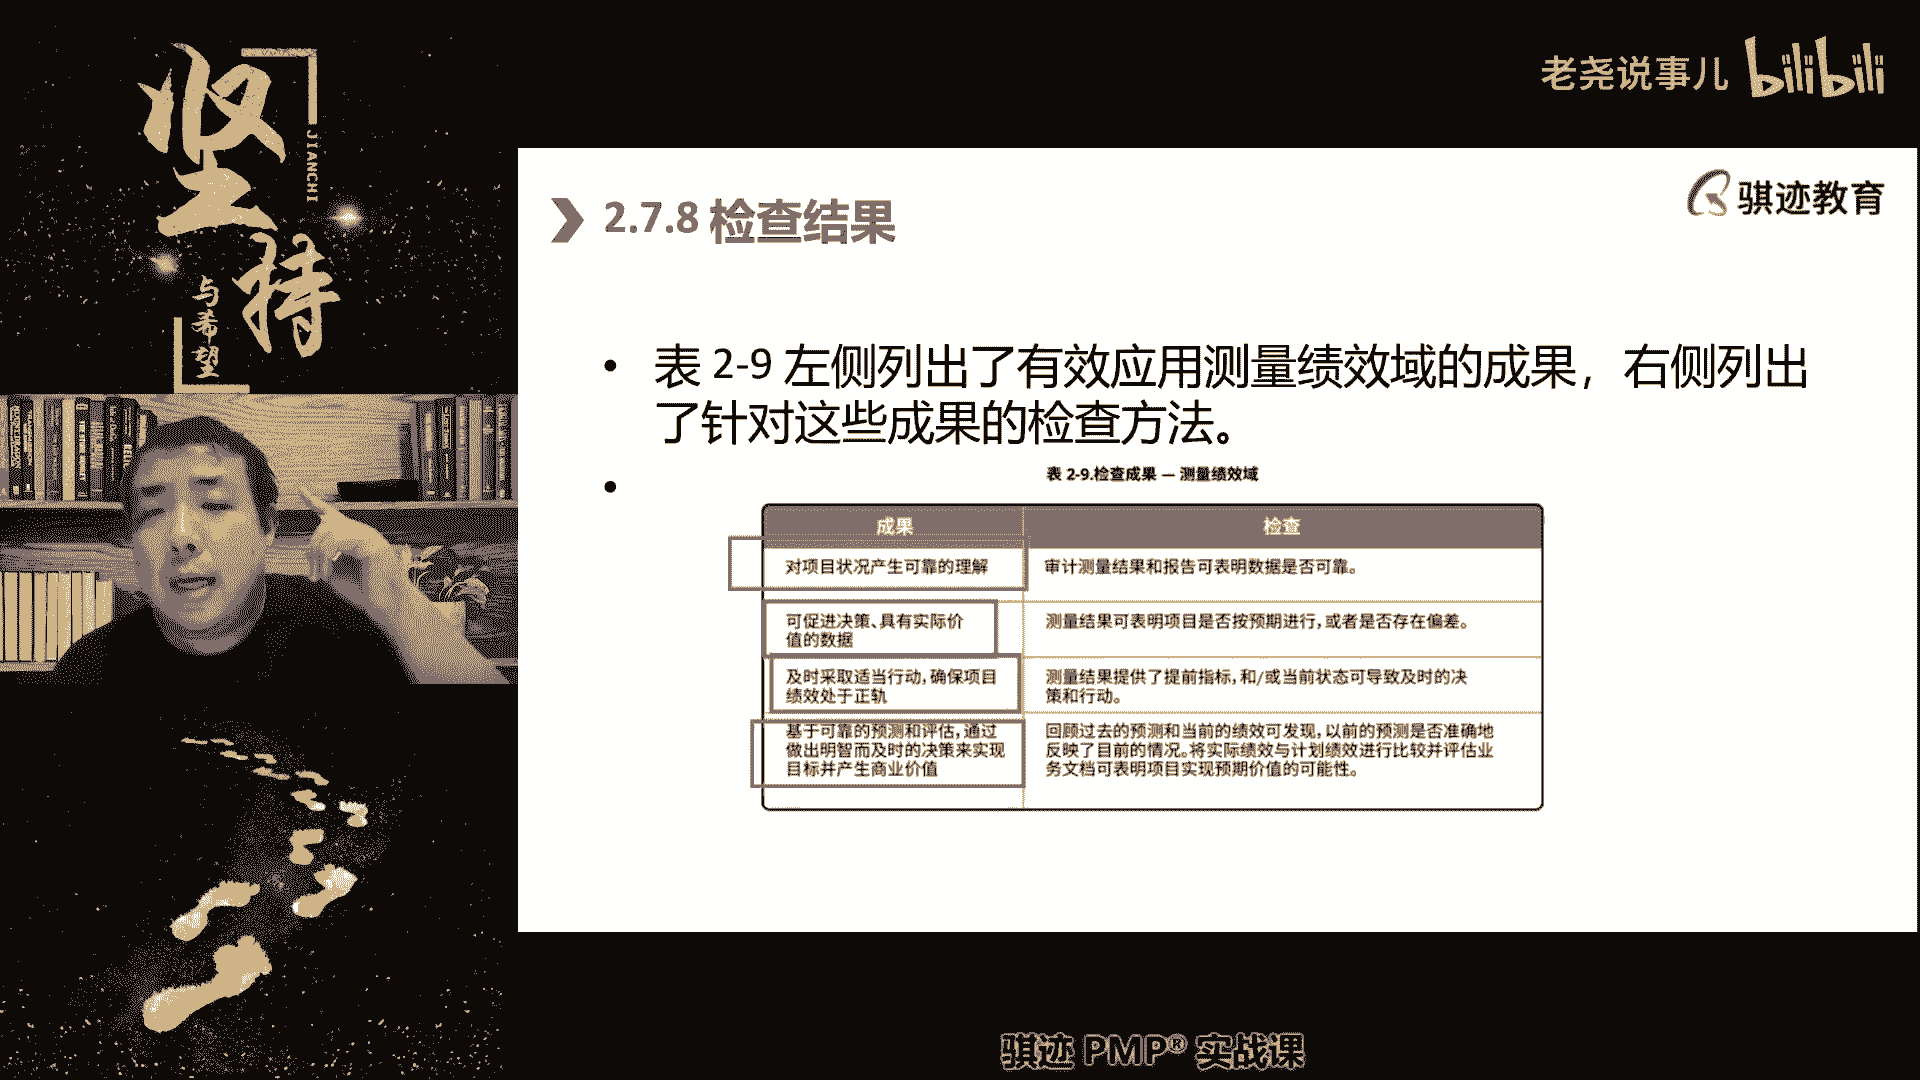 坚
持
JIANCHI
与希望
老尧说事儿 bilibili
骐迹教育
2.7.8 检查结果
• 表 2-9 左侧列出了有效应用测量绩效域的成果，右侧列出
了针对这些成果的检查方法。
•
表 2-9.检查成果 — 测量绩效域
成果 检查
对项目状况产生可靠的理解 审计测量结果和报告可表明数据是否可靠。
可促进决策、具有实际价
值的数据
测量结果可表明项目是否按预期进行，或者是否存在偏差。
及时采取适当行动，确保项目
绩效处于正轨
测量结果提供了提前指标，和/或当前状态可导致及时的决
策和行动。
基于可靠的预测和评估，通过
做出明智而及时的决策来实现
目标并产生商业价值
回顾过去的预测和当前的绩效可发现，以前的预测是否准确地
反映了目前的情况。将实际绩效与计划绩效进行比较并评估业
务文档可表明项目实现预期价值的可能性。
骐迹 PMP® 实战课